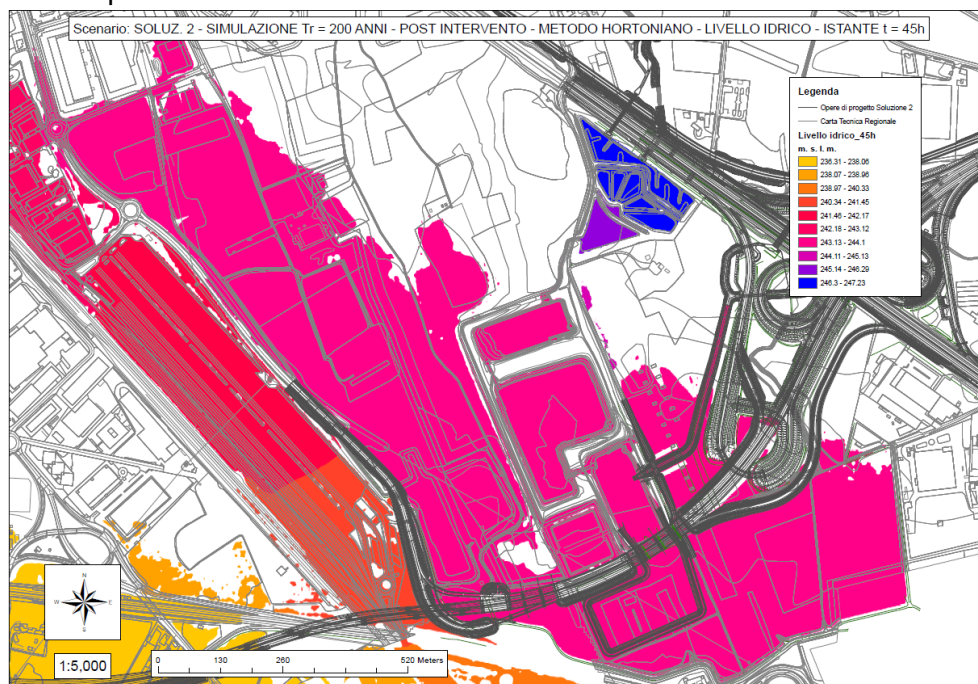 Scenario: SOLUZ. 2 - SIMULAZIONE Tr = 200 ANNI - POST INTERVENTO - METODO HORTONIANO - LIVELLO IDRICO - ISTANTE t = 45h
Legenda
Opere di progetto Soluzione 2
Carta Tecnica Regionale
Livello idrico_45h
m. s. l. m.
236.31 - 238.06
238.07 - 238.96
238.97 - 240.33
240.34 - 241.45
241.46 - 242.17
242.18 - 243.12
243.13 - 244.1
244.11 - 245.13
245.14 - 246.29
246.3 - 247.23
N
W E
S
1:5,000
0 130 260 520 Meters